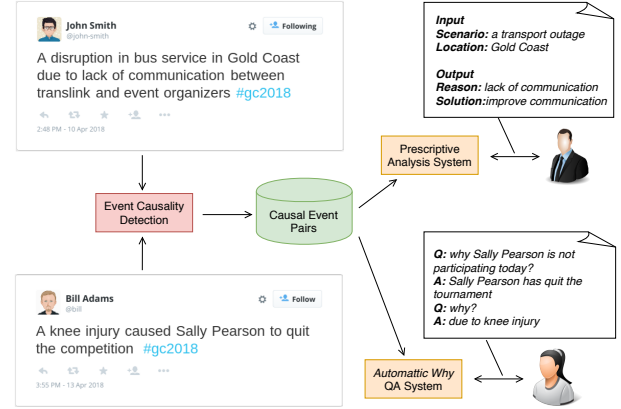 John Smith
@john-smith
Following
A disruption in bus service in Gold Coast
due to lack of communication between
translink and event organizers #gc2018
2:48 PM - 10 Apr 2018
Input
Scenario: a transport outage
Location: Gold Coast
Output
Reason: lack of communication
Solution:improve communication
Prescriptive
Analysis System
Event Causality
Detection
Causal Event
Pairs
Bill Adams
@bill
Follow
A knee injury caused Sally Pearson to quit
the competition #gc2018
3:55 PM - 13 Apr 2018
Q: why Sally Pearson is not
participating today?
A: Sally Pearson has quit the
tournament
Q: why?
A: due to knee injury
Automattic Why
QA System